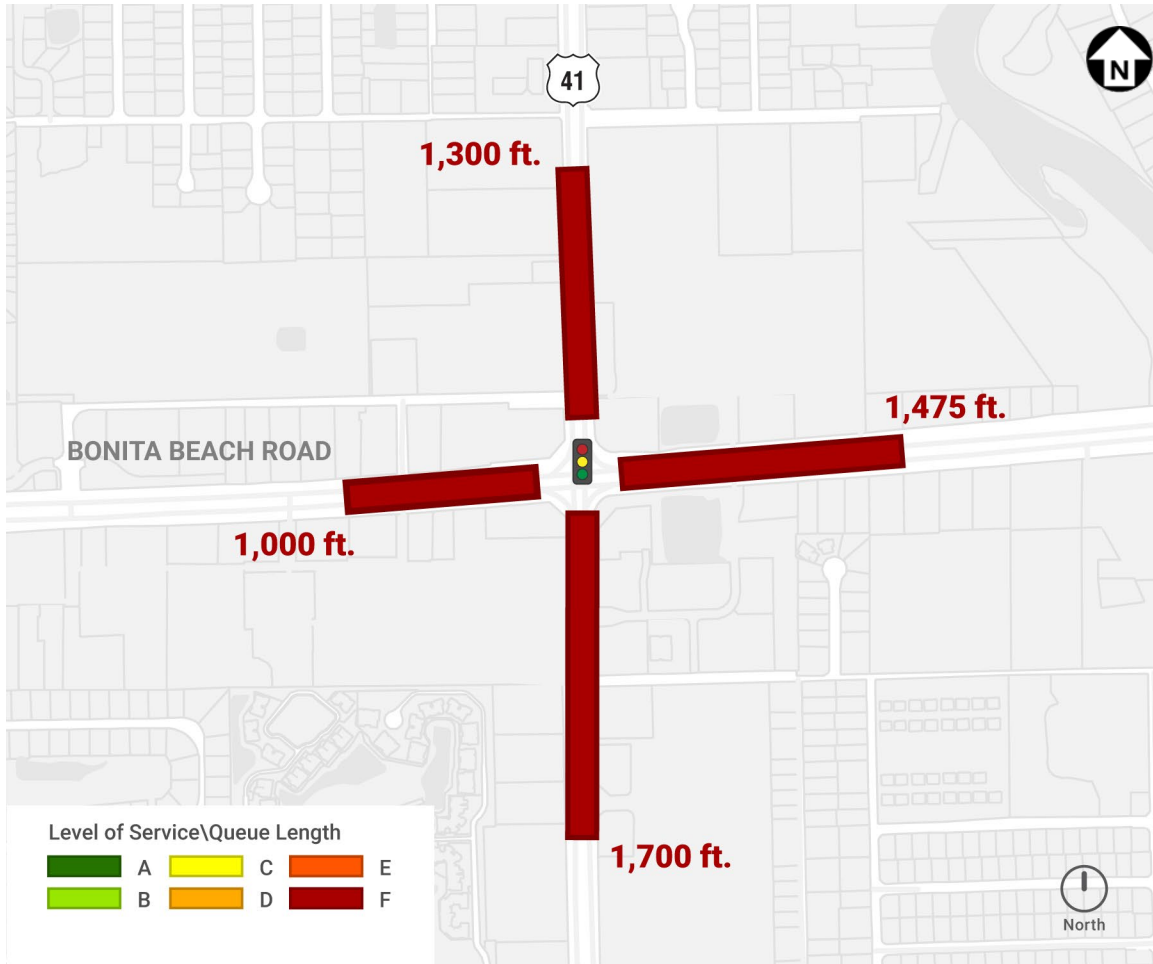 41
N
1,300 ft.
1,475 ft.
BONITA BEACH ROAD
1,000 ft.
1,700 ft.
Level of Service\Queue Length
A C E
B D F
North